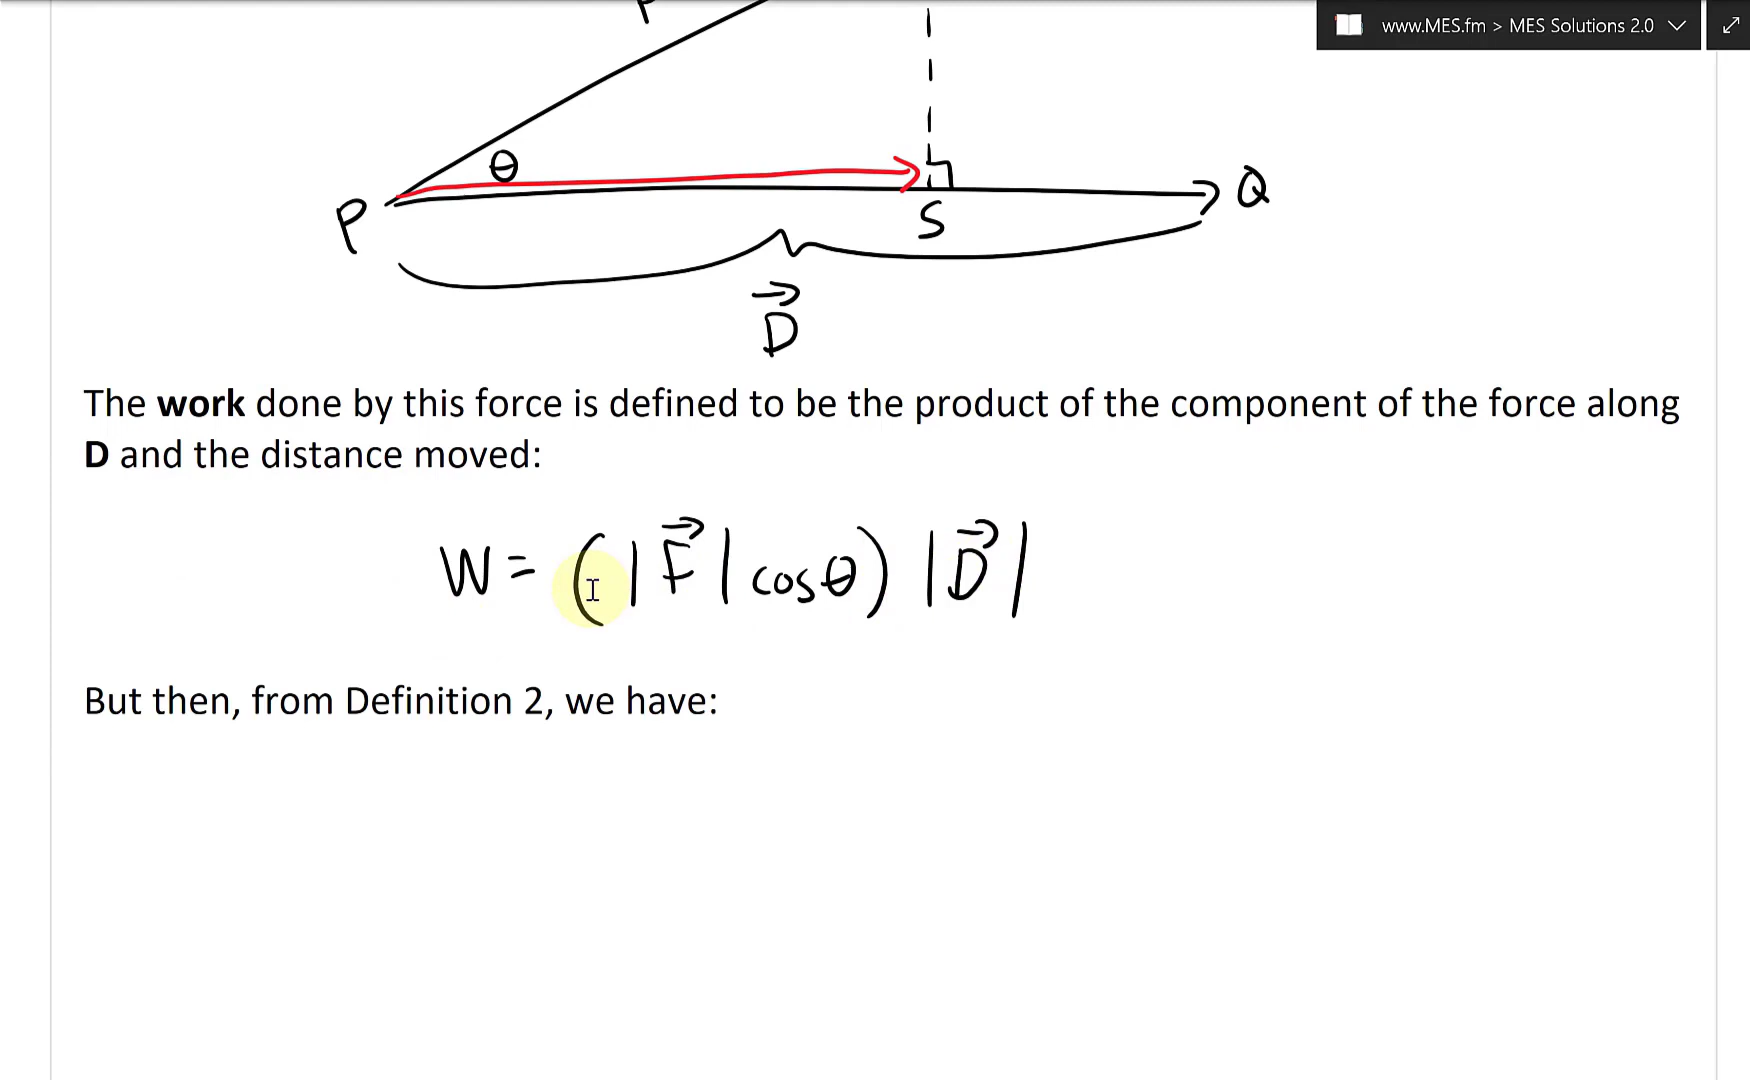 www.MES.fm > MES Solutions 2.0
θ
P
S
Q
D⃗
The work done by this force is defined to be the product of the component of the force along
D and the distance moved:
W = (|F⃗| cosθ) |D⃗|
But then, from Definition 2, we have: